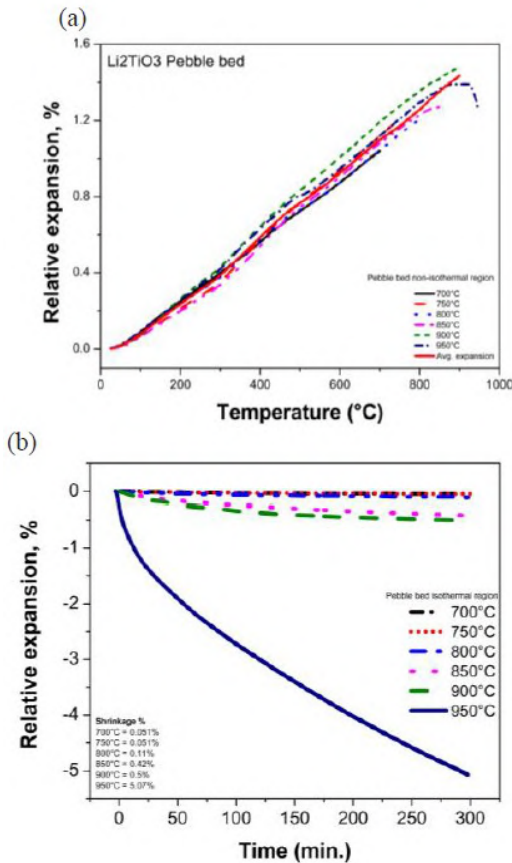 (a)
Li2TiO3 Pebble bed
Relative expansion, %
1.6
1.2
0.8
0.4
0.0
Pebble bed non-isothermal region
700°C
750°C
800°C
850°C
900°C
950°C
Avg. expansion
0 200 400 600 800 1000
Temperature (°C)
(b)
Relative expansion, %
0
-1
-2
-3
-4
-5
Pebble bed isothermal region
700°C
750°C
800°C
850°C
900°C
950°C
Shrinkage %
700°C = 0.051%
750°C = 0.051%
800°C = 0.11%
850°C = 0.42%
900°C = 0.5%
950°C = 5.07%
0 50 100 150 200 250 300
Time (min.)